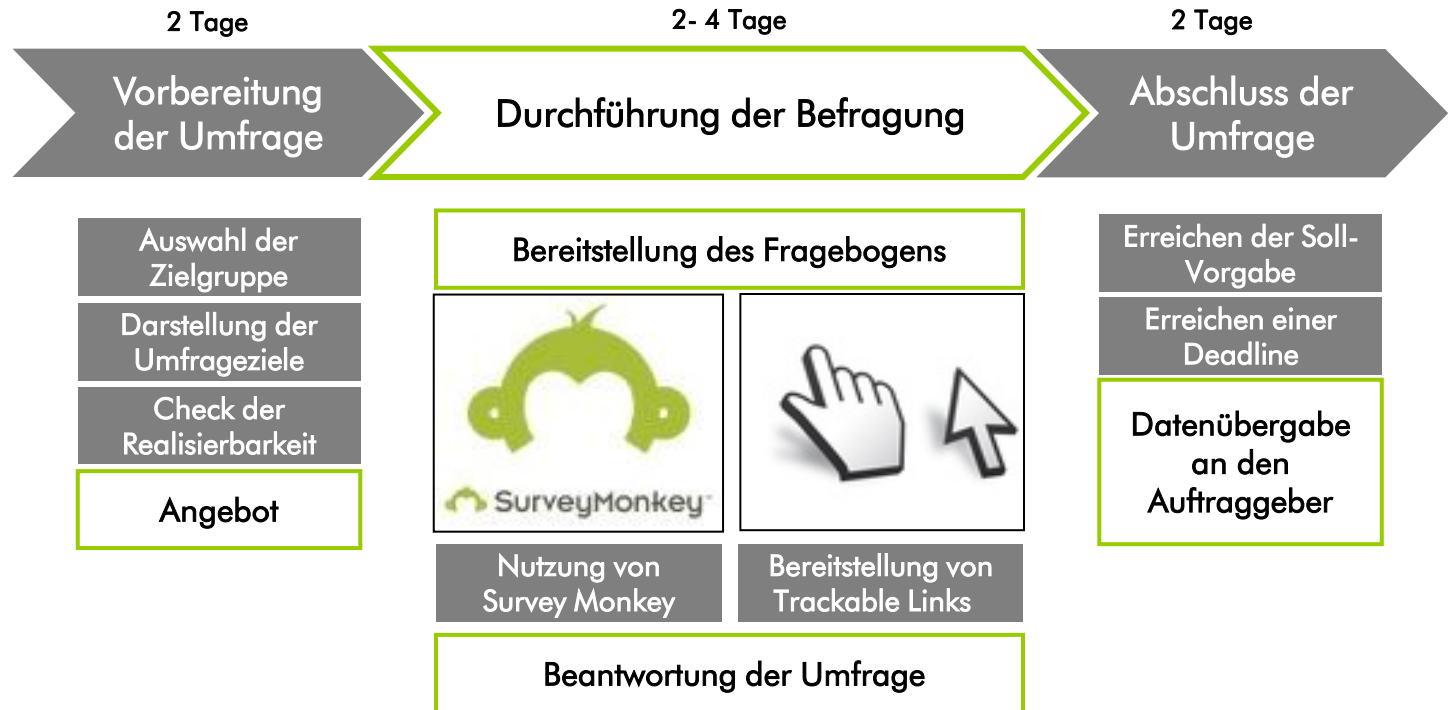 2 Tage
2- 4 Tage
2 Tage
Vorbereitung
der Umfrage
Durchführung der Befragung
Abschluss der
Umfrage
Auswahl der
Zielgruppe
Darstellung der
Umfrageziele
Check der
Realisierbarkeit
Angebot
Bereitstellung des Fragebogens
SurveyMonkey™
Nutzung von
Survey Monkey
Bereitstellung von
Trackable Links
Beantwortung der Umfrage
Erreichen der Soll-
Vorgabe
Erreichen einer
Deadline
Datenübergabe
an den
Auftraggeber